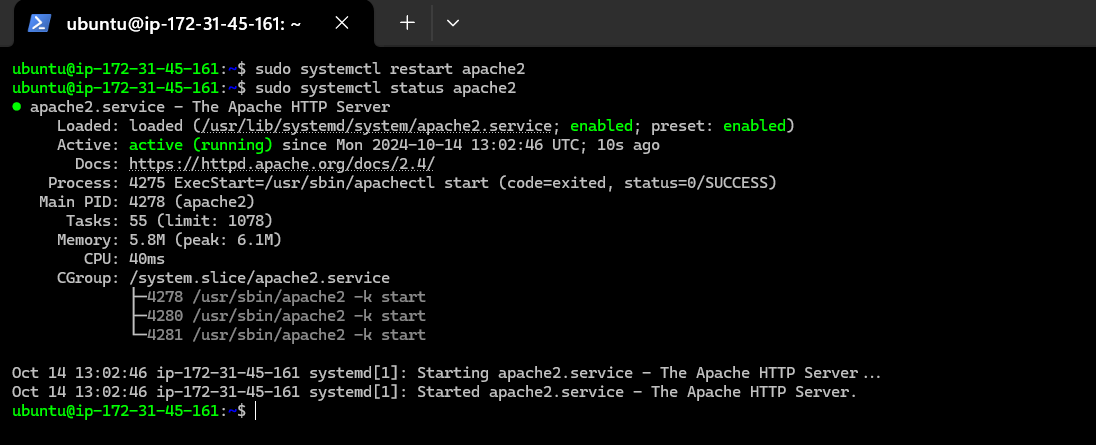 ubuntu@ip-172-31-45-161: ~
ubuntu@ip-172-31-45-161:~$ sudo systemctl restart apache2
ubuntu@ip-172-31-45-161:~$ sudo systemctl status apache2
● apache2.service - The Apache HTTP Server
     Loaded: loaded (/usr/lib/systemd/system/apache2.service; enabled; preset: enabled)
     Active: active (running) since Mon 2024-10-14 13:02:46 UTC; 10s ago
       Docs: https://httpd.apache.org/docs/2.4/
    Process: 4275 ExecStart=/usr/sbin/apachectl start (code=exited, status=0/SUCCESS)
   Main PID: 4278 (apache2)
      Tasks: 55 (limit: 1078)
     Memory: 5.8M (peak: 6.1M)
        CPU: 40ms
     CGroup: /system.slice/apache2.service
             ├─4278 /usr/sbin/apache2 -k start
             ├─4280 /usr/sbin/apache2 -k start
             └─4281 /usr/sbin/apache2 -k start
Oct 14 13:02:46 ip-172-31-45-161 systemd[1]: Starting apache2.service - The Apache HTTP Server...
Oct 14 13:02:46 ip-172-31-45-161 systemd[1]: Started apache2.service - The Apache HTTP Server.
ubuntu@ip-172-31-45-161:~$